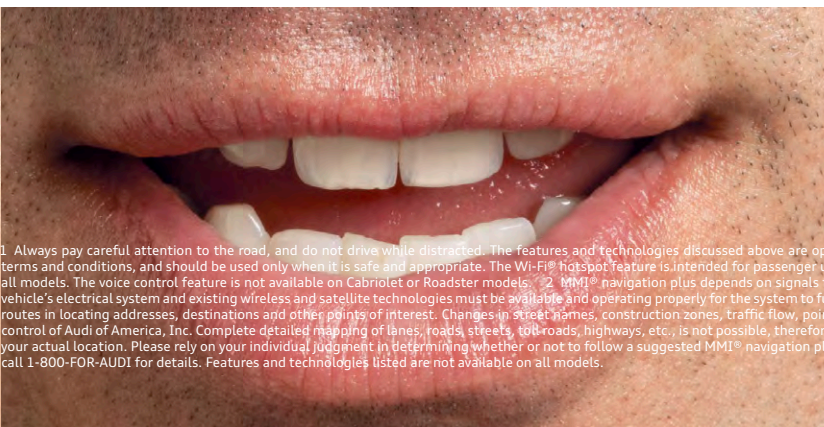 1 Always pay careful attention to the road, and do not drive while distracted. The features and technologies discussed above are op
terms and conditions, and should be used only when it is safe and appropriate. The Wi-Fi® hotspot feature is intended for passenger u
all models. The voice control feature is not available on Cabriolet or Roadster models. 2 MMI® navigation plus depends on signals
vehicle's electrical system and existing wireless and satellite technologies must be available and operating properly for the system to fu
routes in locating addresses, destinations and other points of interest. Changes in street names, construction zones, traffic flow, poin
control of Audi of America, Inc. Complete detailed mapping of lanes, roads, streets, toll roads, highways, etc., is not possible, therefor
your actual location. Please rely on your individual judgment in determining whether or not to follow a suggested MMI® navigation pl
call 1-800-FOR-AUDI for details. Features and technologies listed are not available on all models.